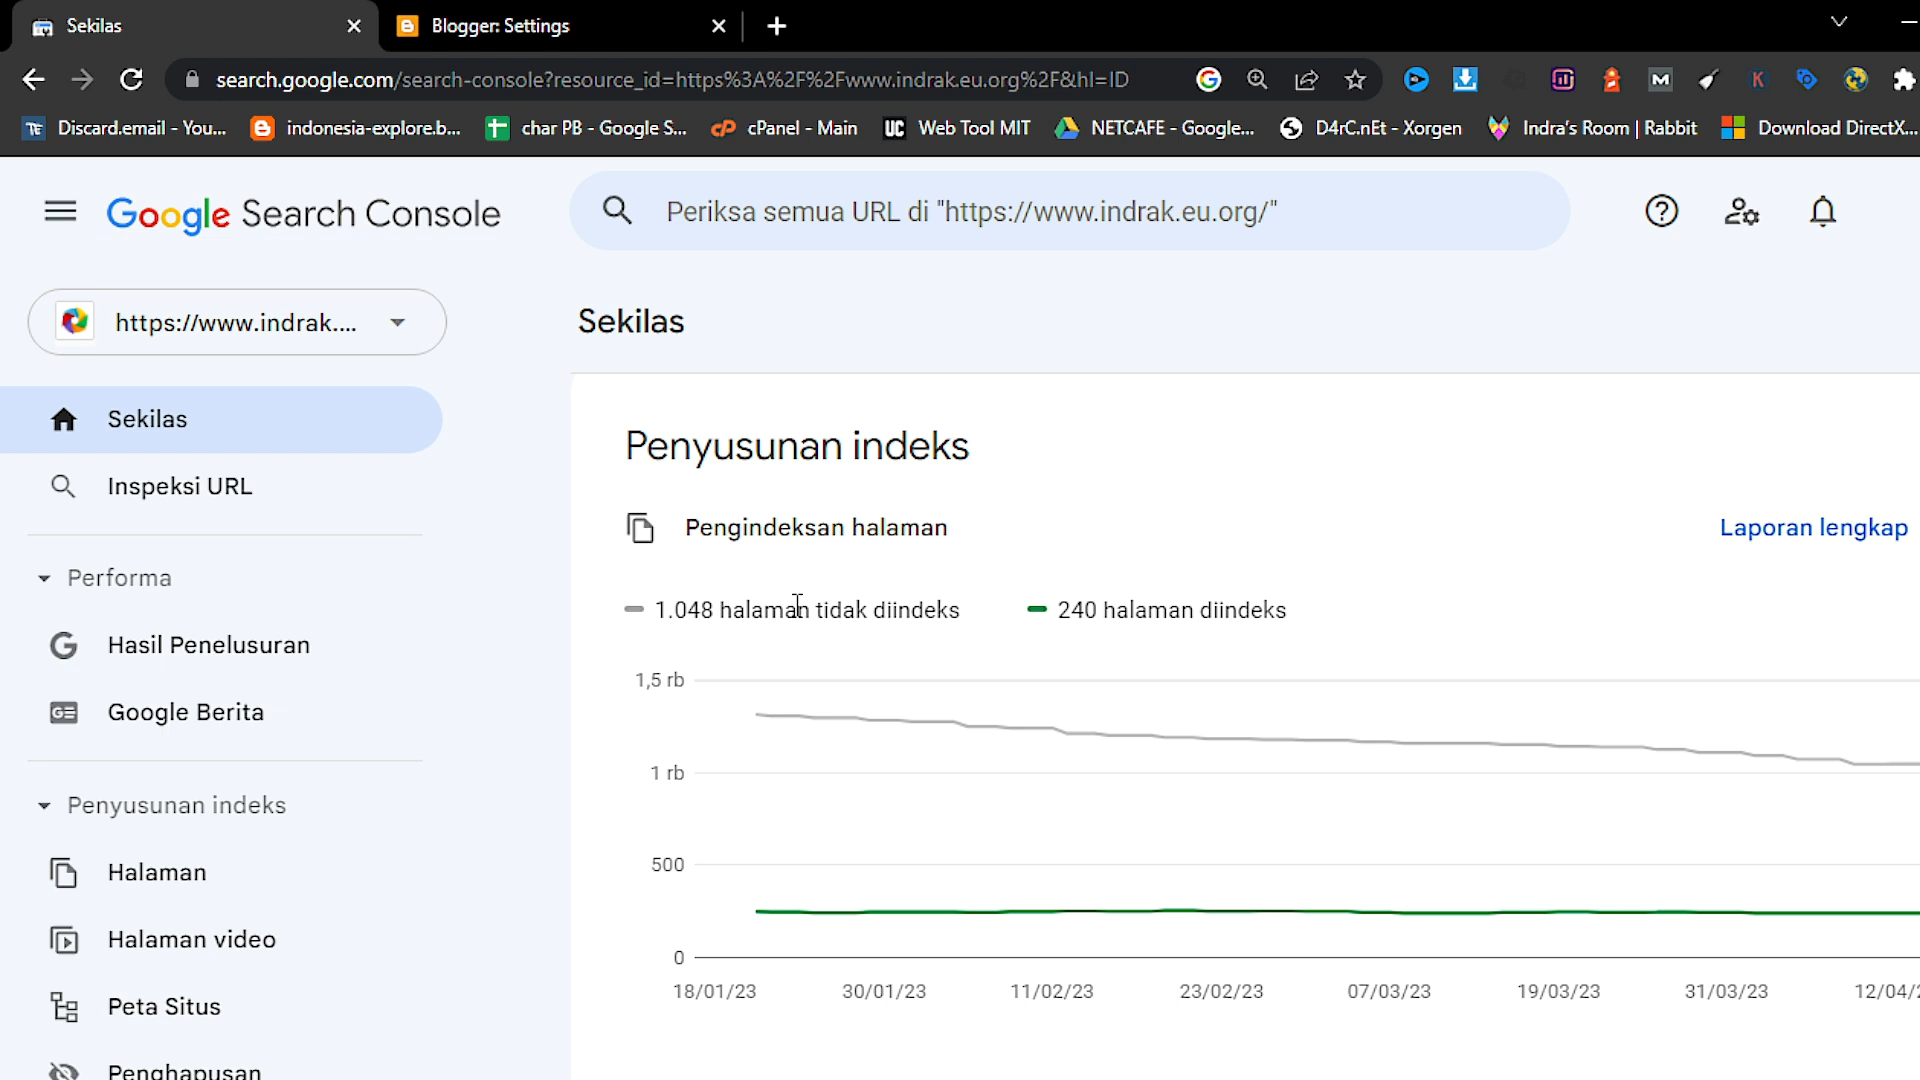 Sekilas
Blogger: Settings
search.google.com/search-console?resource_id=https%3A%2F%2Fwww.indrak.eu.org%2F&hl=ID
Discard.email - You...
indonesia-explore.b...
char PB - Google S...
cPanel - Main
UC Web Tool MIT
NETCAFE - Google...
D4rC.nEt - Xorgen
Indra's Room | Rabbit
Download DirectX...
Google Search Console
Periksa semua URL di "https://www.indrak.eu.org/"
https://www.indrak....
Sekilas
Sekilas
Inspeksi URL
Performa
Hasil Penelusuran
Google Berita
Penyusunan indeks
Halaman
Halaman video
Peta Situs
Penghapusan
Penyusunan indeks
Pengindeksan halaman
Laporan lengkap
1.048 halaman tidak diindeks
240 halaman diindeks
1,5 rb
1 rb
500
0
18/01/23
30/01/23
11/02/23
23/02/23
07/03/23
19/03/23
31/03/23
12/04/2